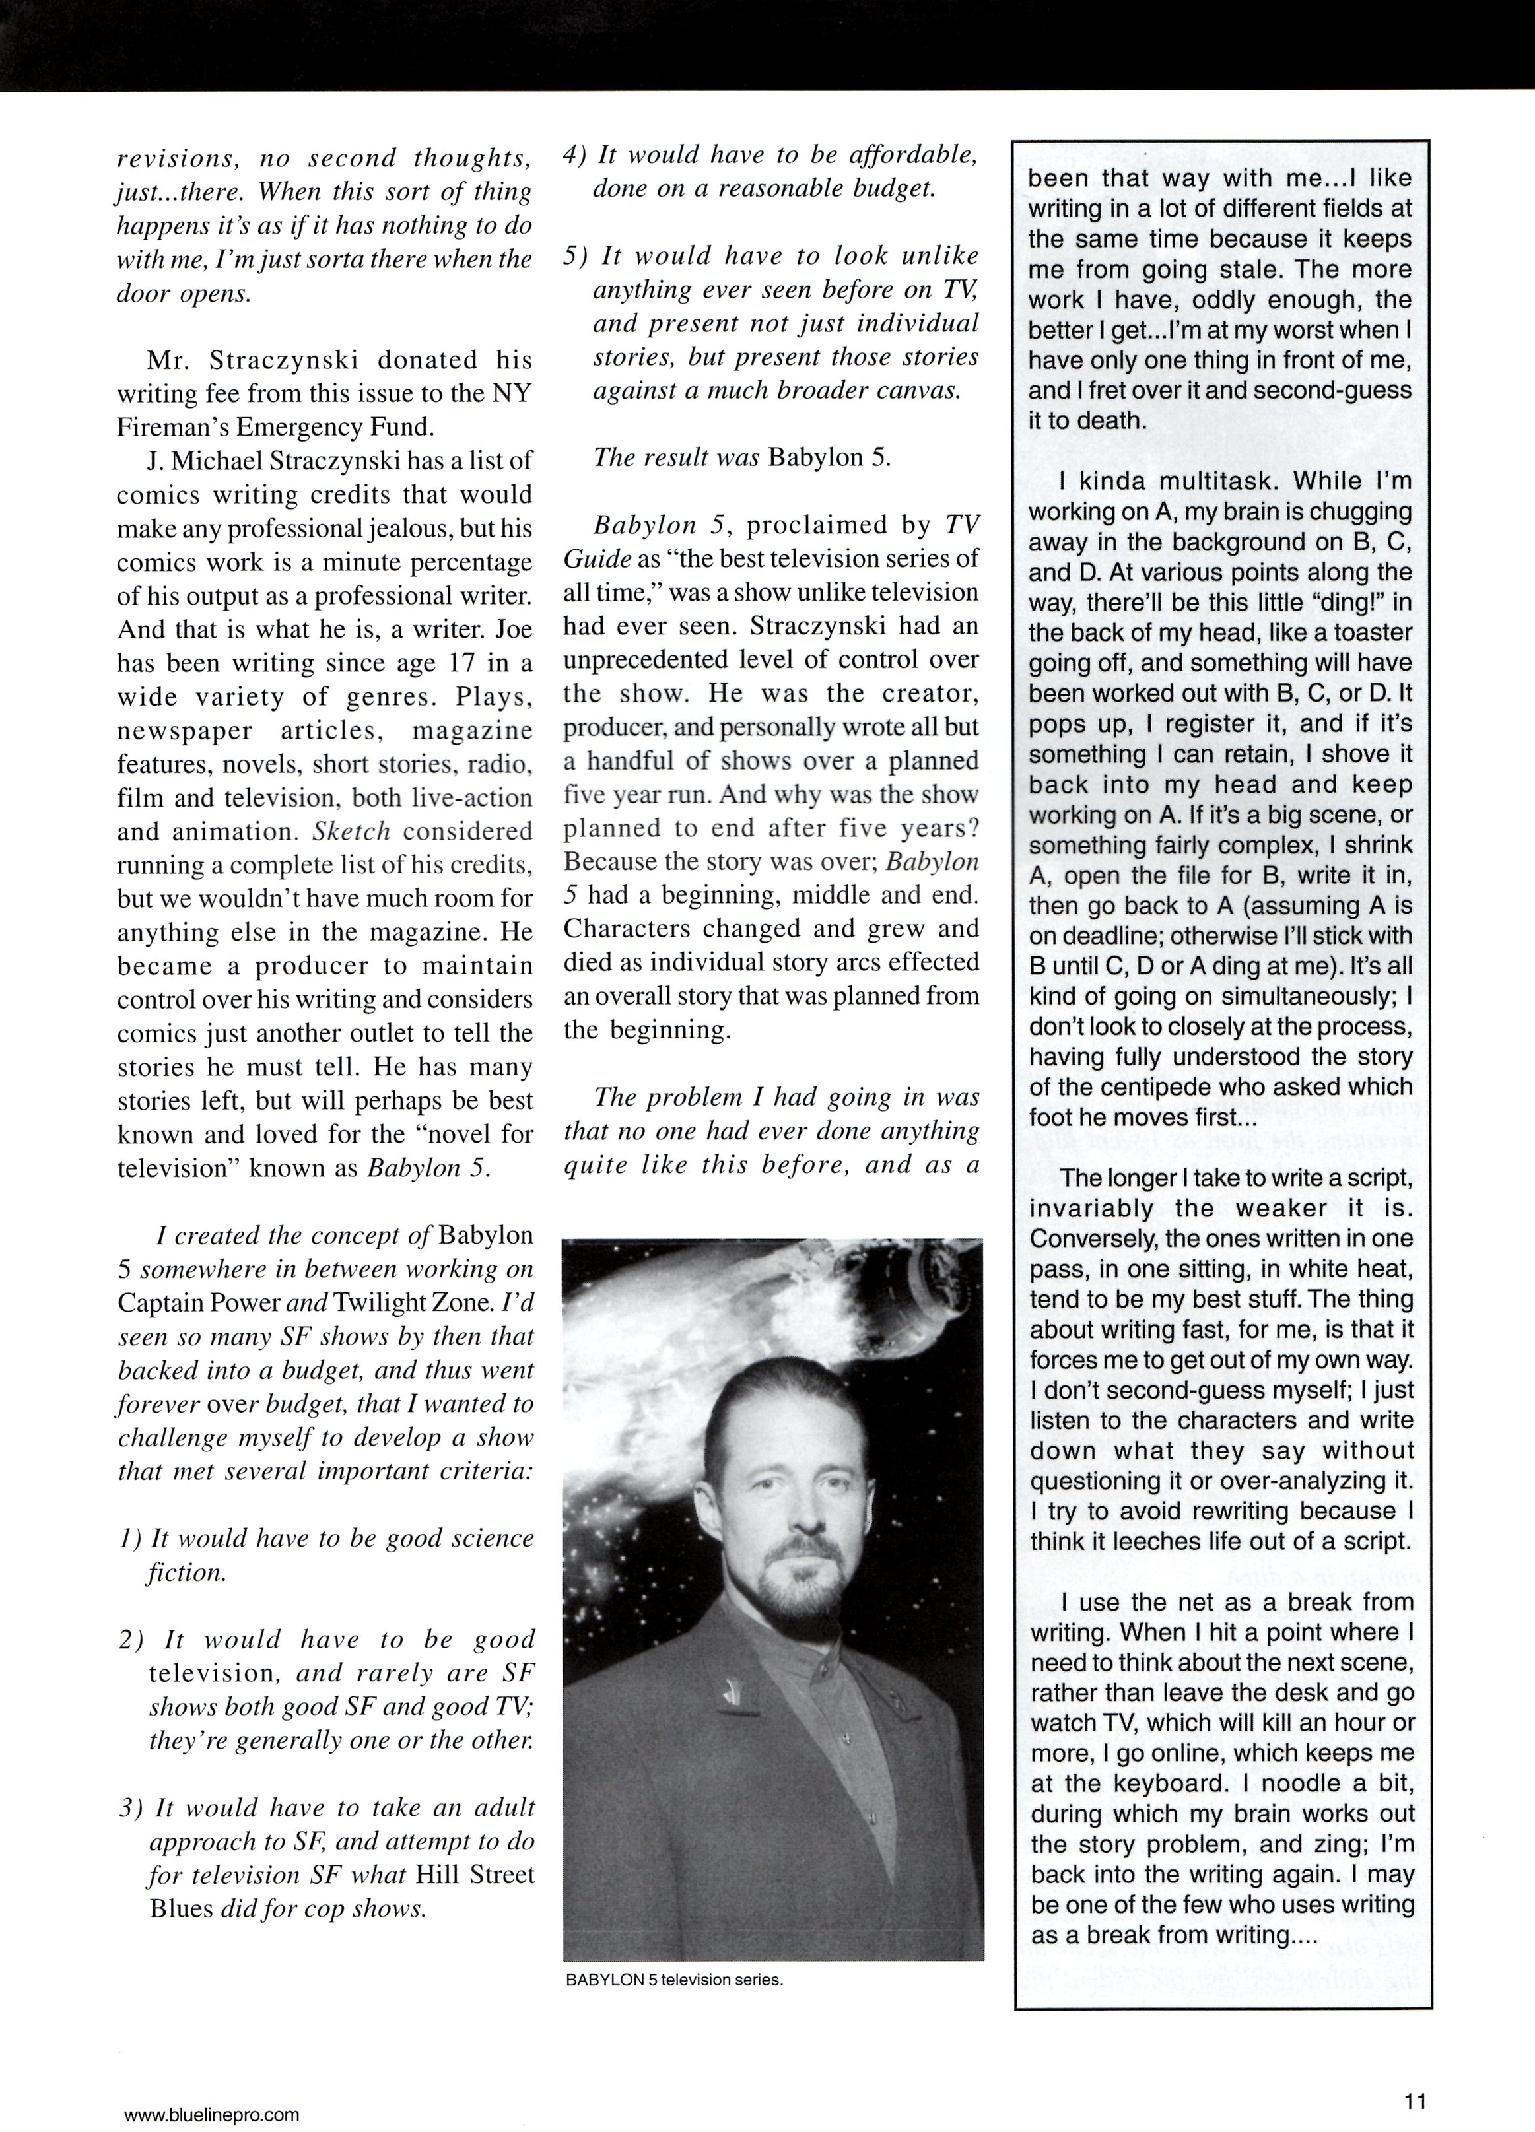 revisions, no second thoughts,
just...there. When this sort of thing
happens it's as if it has nothing to do
with me, I'm just sorta there when the
door opens.
Mr. Straczynski donated his
writing fee from this issue to the NY
Fireman's Emergency Fund.
J. Michael Straczynski has a list of
comics writing credits that would
make any professional jealous, but his
comics work is a minute percentage
of his output as a professional writer.
And that is what he is, a writer. Joe
has been writing since age 17 in a
wide variety of genres. Plays,
newspaper articles, magazine
features, novels, short stories, radio,
film and television, both live-action
and animation. Sketch considered
running a complete list of his credits,
but we wouldn't have much room for
anything else in the magazine. He
became a producer to maintain
control over his writing and considers
comics just another outlet to tell the
stories he must tell. He has many
stories left, but will perhaps be best
known and loved for the "novel for
television" known as Babylon 5.
I created the concept of Babylon
5 somewhere in between working on
Captain Power and Twilight Zone. I'd
seen so many SF shows by then that
backed into a budget, and thus went
forever over budget, that I wanted to
challenge myself to develop a show
that met several important criteria:
1) It would have to be good science
fiction.
2) It would have to be good
television, and rarely are SF
shows both good SF and good TV;
they're generally one or the other.
3) It would have to take an adult
approach to SF, and attempt to do
for television SF what Hill Street
Blues did for cop shows.
4) It would have to be affordable,
done on a reasonable budget.
5) It would have to look unlike
anything ever seen before on TV,
and present not just individual
stories, but present those stories
against a much broader canvas.
The result was Babylon 5.
Babylon 5, proclaimed by TV
Guide as "the best television series of
all time," was a show unlike television
had ever seen. Straczynski had an
unprecedented level of control over
the show. He was the creator,
producer, and personally wrote all but
a handful of shows over a planned
five year run. And why was the show
planned to end after five years?
Because the story was over; Babylon
5 had a beginning, middle and end.
Characters changed and grew and
died as individual story arcs effected
an overall story that was planned from
the beginning.
The problem I had going in was
that no one had ever done anything
quite like this before, and as a
BABYLON 5 television series.
been that way with me...I like
writing in a lot of different fields at
the same time because it keeps
me from going stale. The more
work I have, oddly enough, the
better I get...I'm at my worst when I
have only one thing in front of me,
and I fret over it and second-guess
it to death.
I kinda multitask. While I'm
working on A, my brain is chugging
away in the background on B, C,
and D. At various points along the
way, there'll be this little "ding!" in
the back of my head, like a toaster
going off, and something will have
been worked out with B, C, or D. It
pops up, I register it, and if it's
something I can retain, I shove it
back into my head and keep
working on A. If it's a big scene, or
something fairly complex, I shrink
A, open the file for B, write it in,
then go back to A (assuming A is
on deadline; otherwise I'll stick with
B until C, D or A ding at me). It's all
kind of going on simultaneously; I
don't look to closely at the process,
having fully understood the story
of the centipede who asked which
foot he moves first...
The longer I take to write a script,
invariably the weaker it is.
Conversely, the ones written in one
pass, in one sitting, in white heat,
tend to be my best stuff. The thing
about writing fast, for me, is that it
forces me to get out of my own way.
I don't second-guess myself; I just
listen to the characters and write
down what they say without
questioning it or over-analyzing it.
I try to avoid rewriting because I
think it leeches life out of a script.
I use the net as a break from
writing. When I hit a point where I
need to think about the next scene,
rather than leave the desk and go
watch TV, which will kill an hour or
more, I go online, which keeps me
at the keyboard. I noodle a bit,
during which my brain works out
the story problem, and zing; I'm
back into the writing again. I may
be one of the few who uses writing
as a break from writing....
www.bluelinepro.com
11